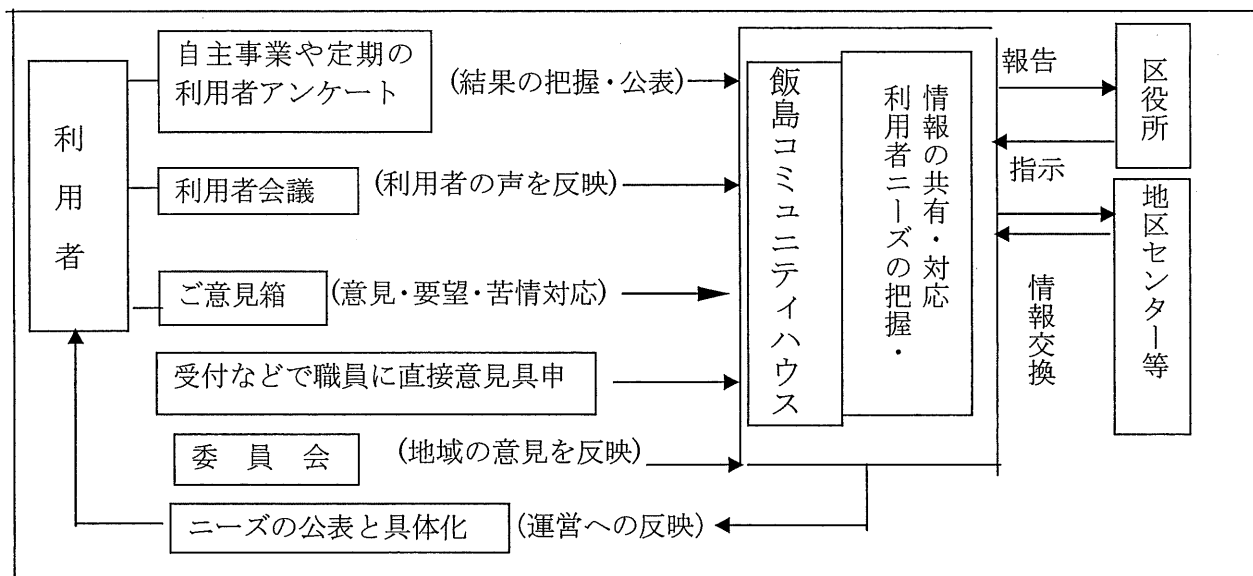 利用者
自主事業や定期の
利用者アンケート
(結果の把握・公表)
利用者会議
(利用者の声を反映)
ご意見箱
(意見・要望・苦情対応)
受付などで職員に直接意見具申
委員会
(地域の意見を反映)
ニーズの公表と具体化
(運営への反映)
飯島コミュニティハウス
情報の共有・対応
利用者ニーズの把握・
報告
指示
区役所
情報交換
地区センター等